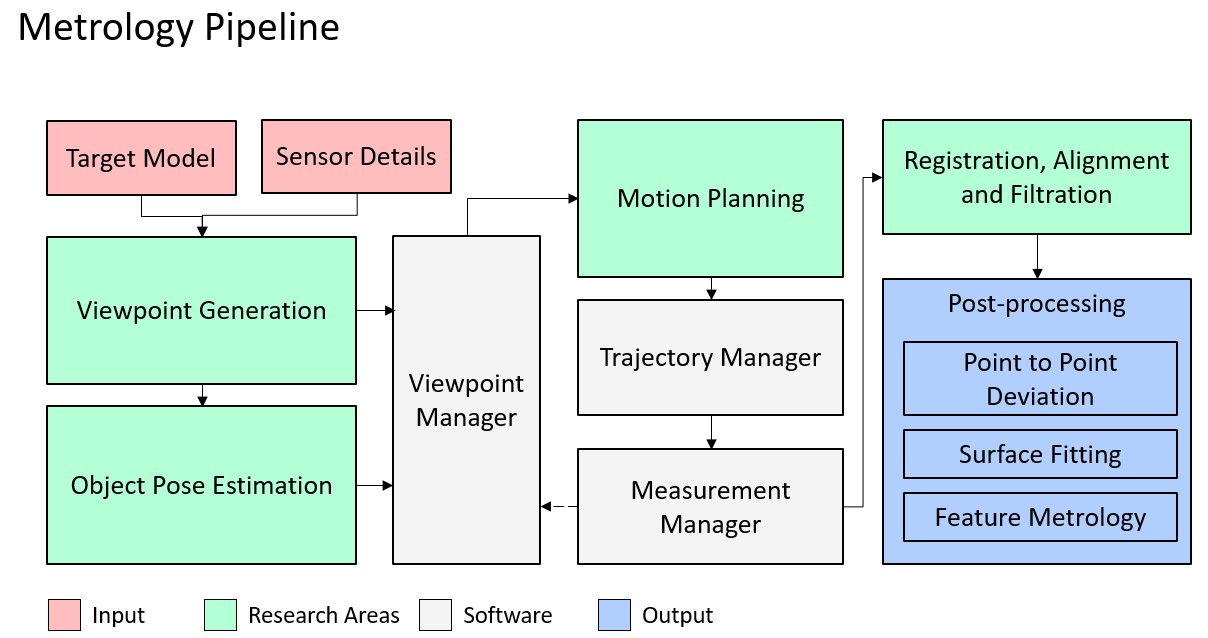 Metrology Pipeline
Target Model
Sensor Details
Viewpoint Generation
Object Pose Estimation
Viewpoint
Manager
Motion Planning
Trajectory Manager
Measurement
Manager
Registration, Alignment
and Filtration
Post-processing
Point to Point
Deviation
Surface Fitting
Feature Metrology
Input
Research Areas
Software
Output